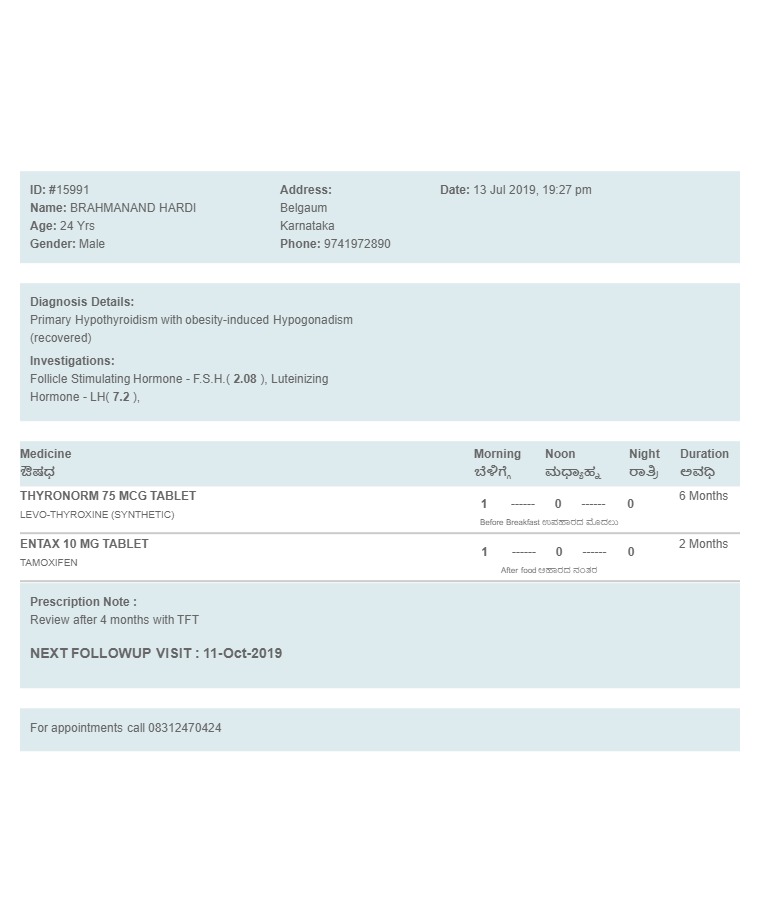 ID: #15991
Name: BRAHMANAND HARDI
Age: 24 Yrs
Gender: Male
Address:
Belgaum
Karnataka
Phone: 9741972890
Date: 13 Jul 2019, 19:27 pm
Diagnosis Details:
Primary Hypothyroidism with obesity-induced Hypogonadism
(recovered)
Investigations:
Follicle Stimulating Hormone - F.S.H.( 2.08 ), Luteinizing
Hormone - LH( 7.2 ),
Medicine Morning Noon Night Duration
ಔಷಧ ಬೆಳಿಗ್ಗೆ ಮಧ್ಯಾಹ್ನ ರಾತ್ರಿ ಅವಧಿ
THYRONORM 75 MCG TABLET 6 Months
1 ------ 0 ------ 0
LEVO-THYROXINE (SYNTHETIC)
Before Breakfast ಉಪಹಾರದ ಮೊದಲು
ENTAX 10 MG TABLET 2 Months
1 ------ 0 ------ 0
TAMOXIFEN
After food ಆಹಾರದ ನಂತರ
Prescription Note :
Review after 4 months with TFT
NEXT FOLLOWUP VISIT : 11-Oct-2019
For appointments call 08312470424